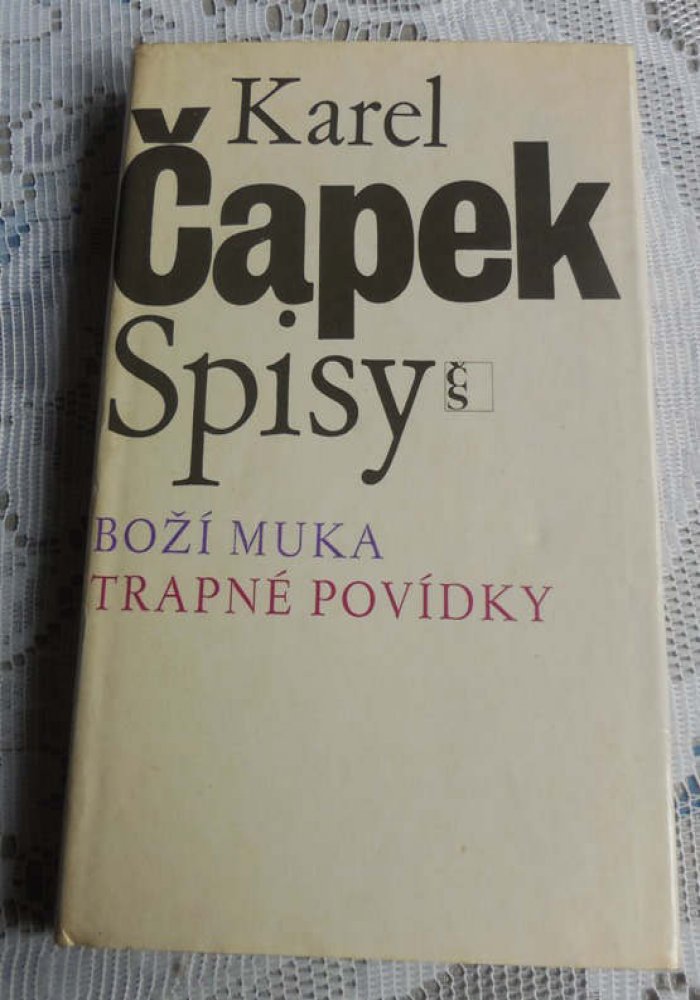 Karel
Čapek
Spisy
čs
BOŽÍ MUKA
TRAPNÉ POVÍDKY